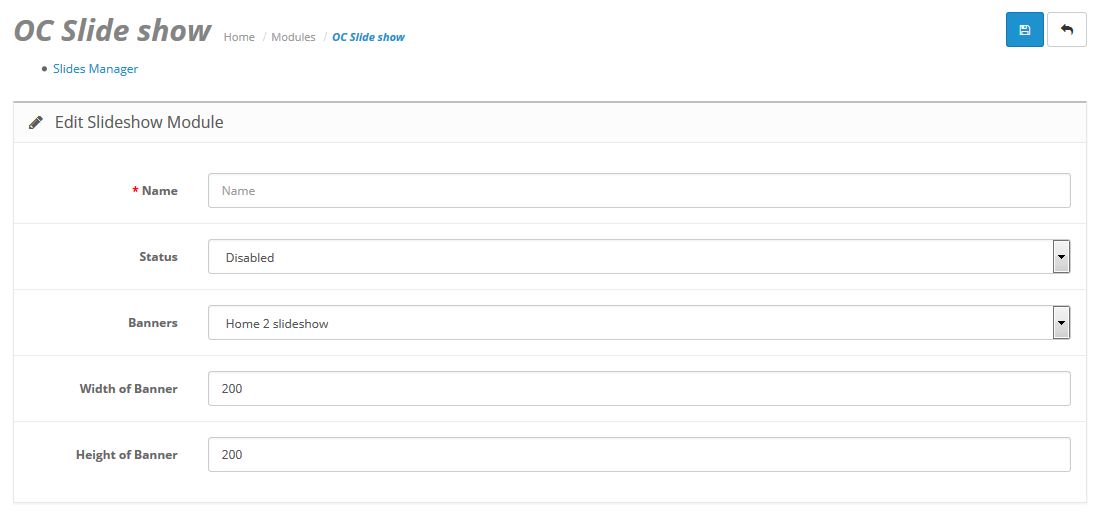 OC Slide show Home / Modules / OC Slide show
Slides Manager
Edit Slideshow Module
* Name Name
Status Disabled
Banners Home 2 slideshow
Width of Banner 200
Height of Banner 200